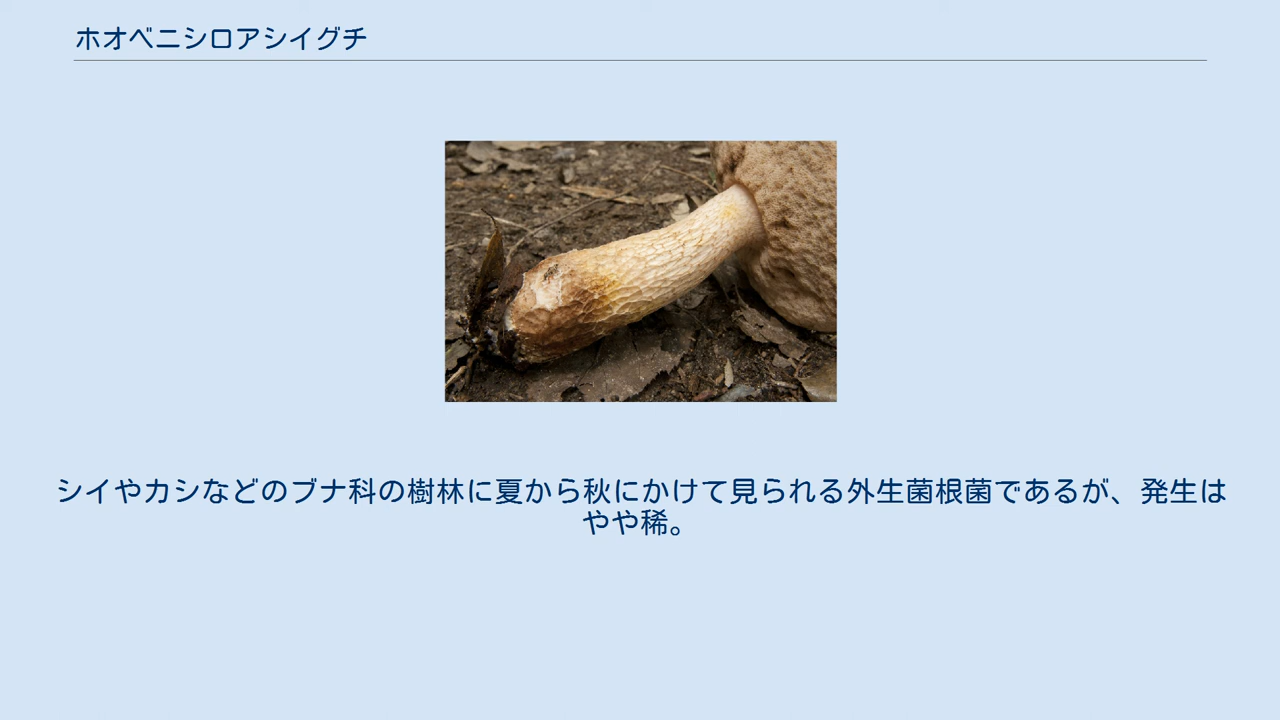 ホオベニシロアシイグチ
シイやカシなどのブナ科の樹林に夏から秋にかけて見られる外生菌根菌であるが、発生は
やや稀。